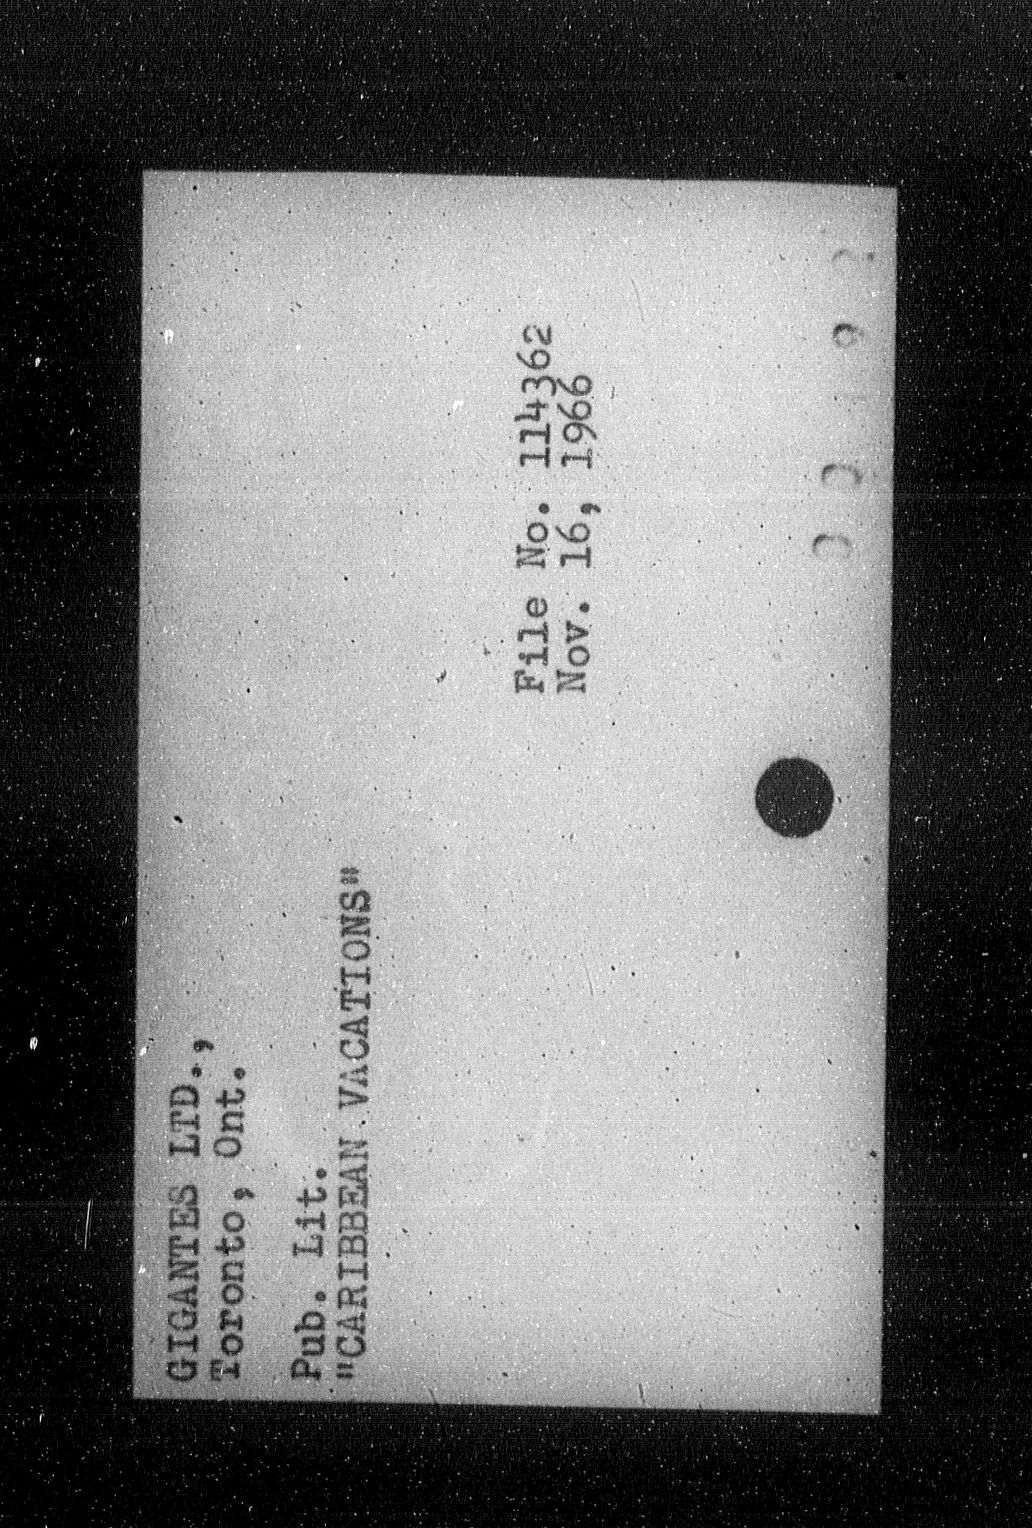 GIGANTES LTD.,
Toronto, Ont.
Pub. Lit.
"CARIBBEAN VACATIONS"
File No. 114362
Nov. 16, 1966